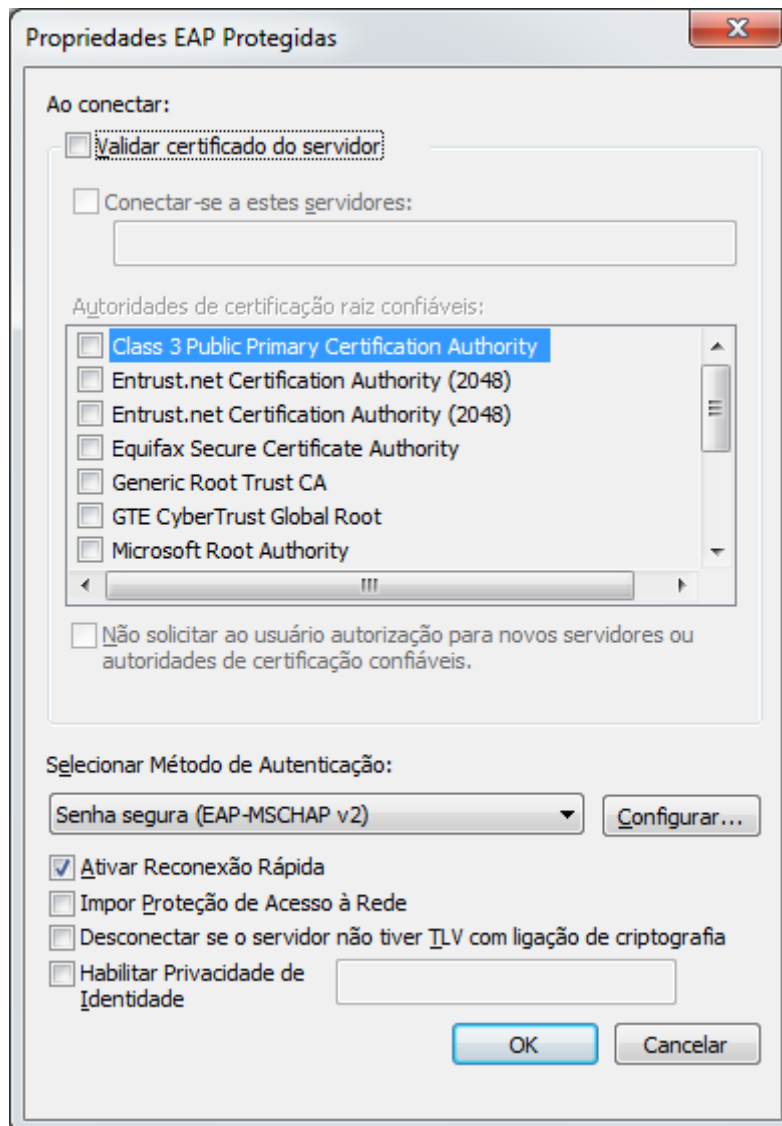 Propriedades EAP Protegidas
Ao conectar:
Validar certificado do servidor
Conectar-se a estes servidores:
Autoridades de certificação raiz confiáveis:
Class 3 Public Primary Certification Authority
Entrust.net Certification Authority (2048)
Entrust.net Certification Authority (2048)
Equifax Secure Certificate Authority
Generic Root Trust CA
GTE CyberTrust Global Root
Microsoft Root Authority
Não solicitar ao usuário autorização para novos servidores ou
autoridades de certificação confiáveis.
Selecionar Método de Autenticação:
Senha segura (EAP-MSCHAP v2)
Configurar...
Ativar Reconexão Rápida
Impor Proteção de Acesso à Rede
Desconectar se o servidor não tiver TLV com ligação de criptografia
Habilitar Privacidade de
Identidade
OK
Cancelar